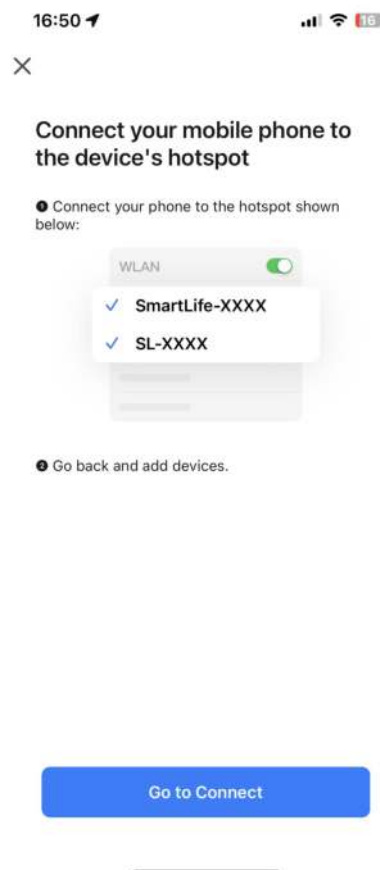 16:50
16
Connect your mobile phone to
the device's hotspot
❶ Connect your phone to the hotspot shown
below:
WLAN
SmartLife-XXXX
SL-XXXX
❷ Go back and add devices.
Go to Connect